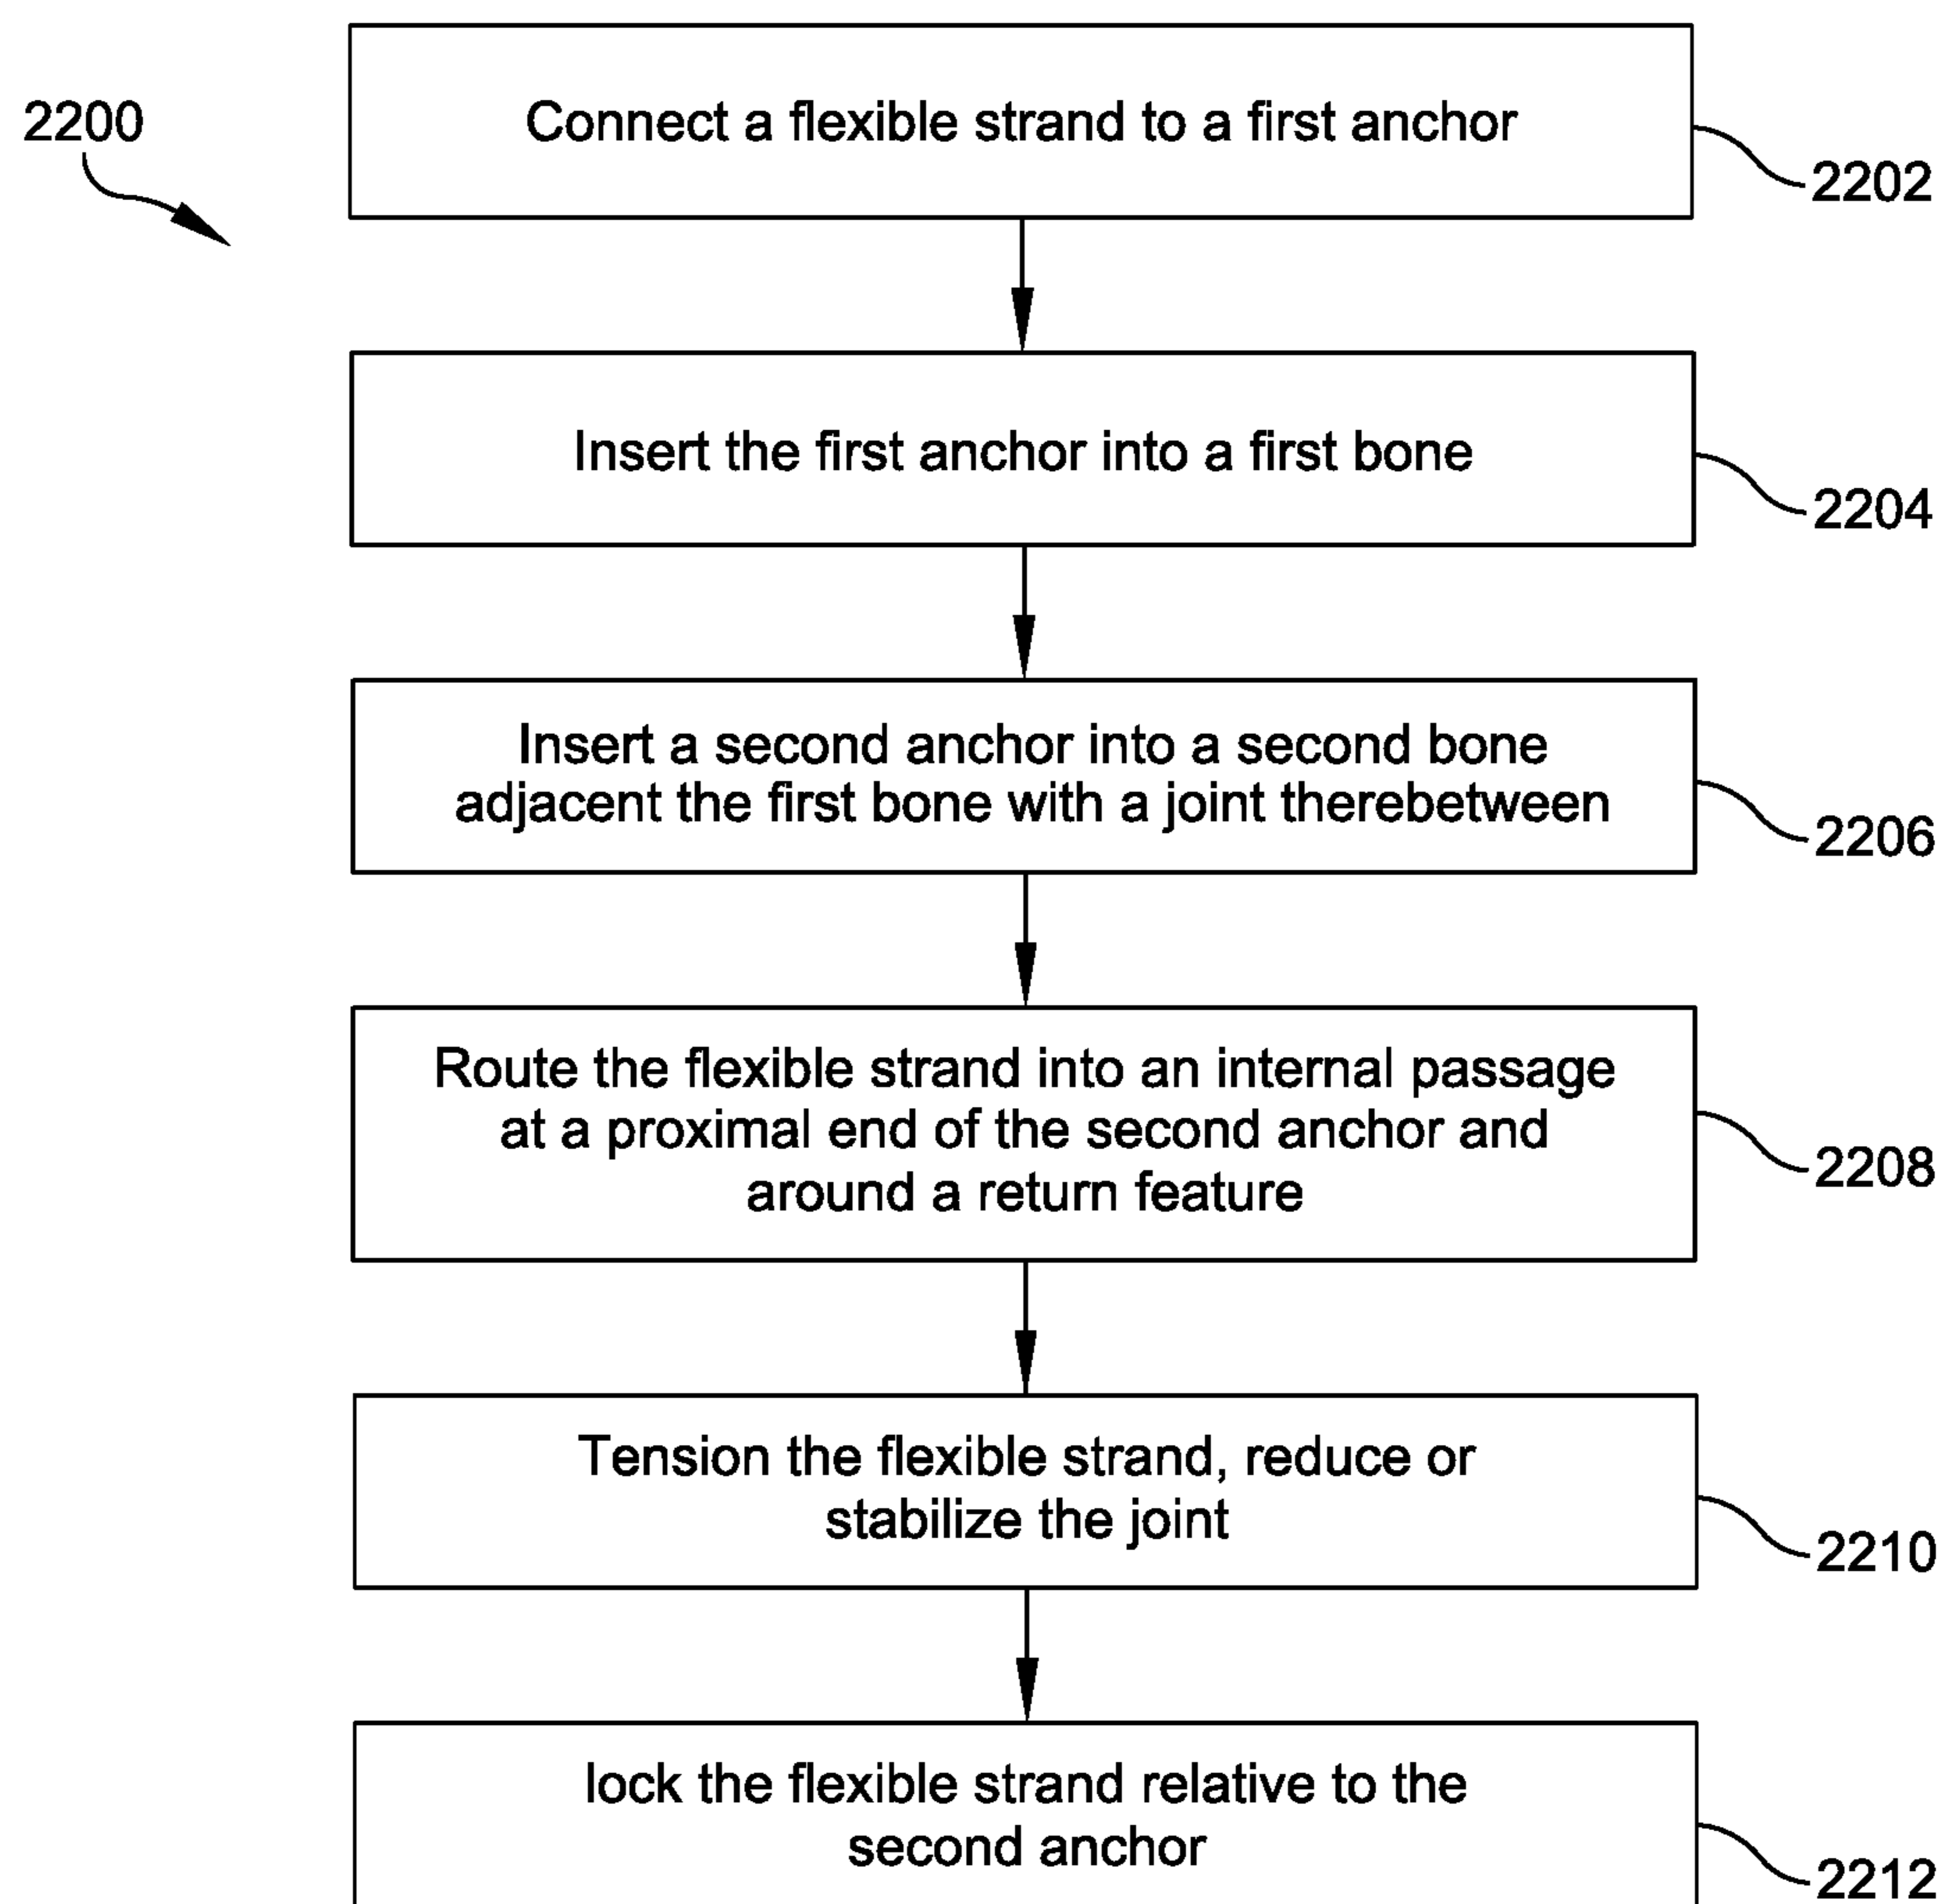 2200
Connect a flexible strand to a first anchor
2202
Insert the first anchor into a first bone
2204
Insert a second anchor into a second bone
adjacent the first bone with a joint therebetween
2206
Route the flexible strand into an internal passage
at a proximal end of the second anchor and
around a return feature
2208
Tension the flexible strand, reduce or
stabilize the joint
2210
lock the flexible strand relative to the
second anchor
2212